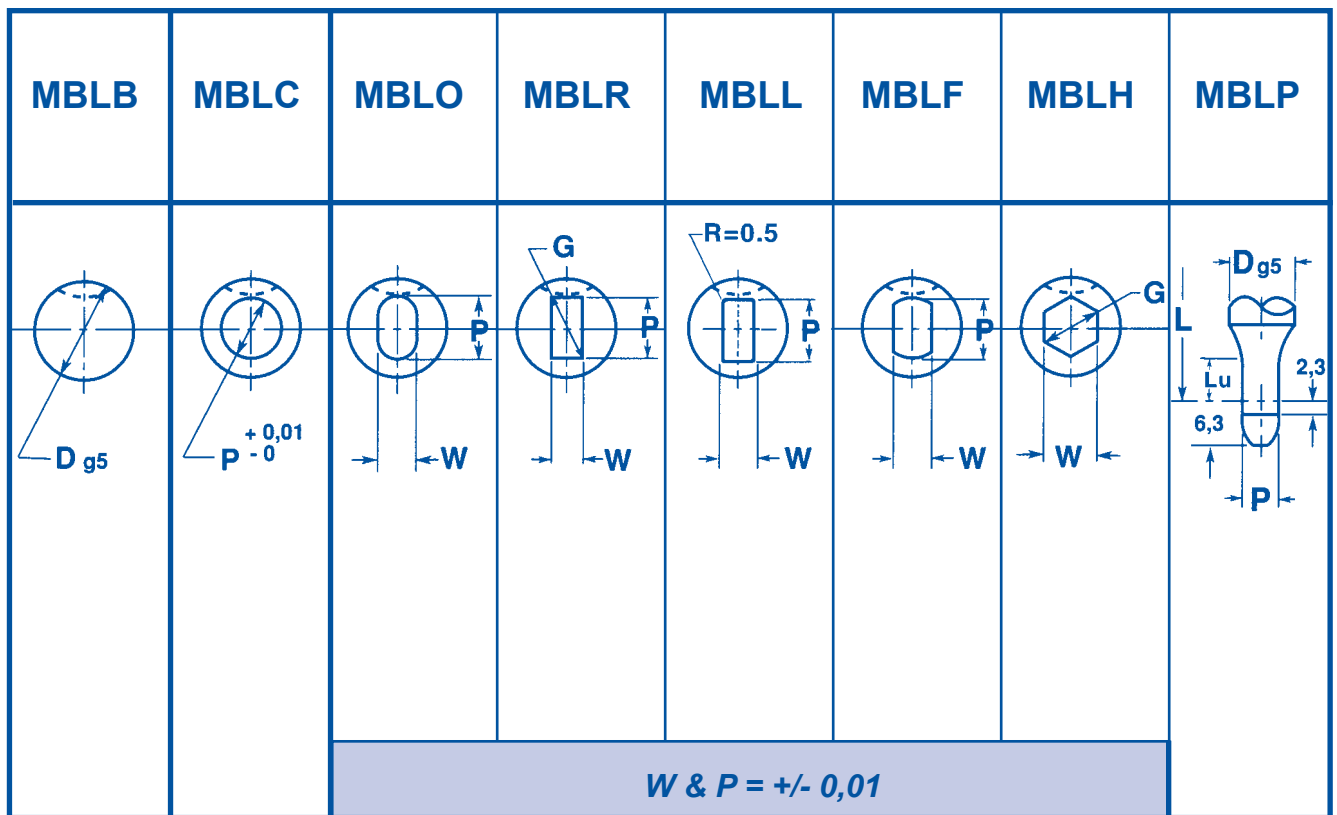 MBLB MBLC MBLO MBLR MBLL MBLF MBLH MBLP
D g5
P + 0,01 - 0
P
W
G
P
W
R=0.5
P
W
P
W
G
W
D g5
L
Lu
2,3
6,3
P
W & P = +/- 0,01